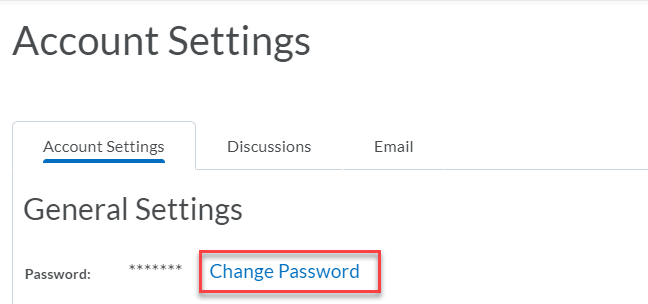 Account Settings
Account Settings Discussions Email
General Settings
Password: ******* Change Password